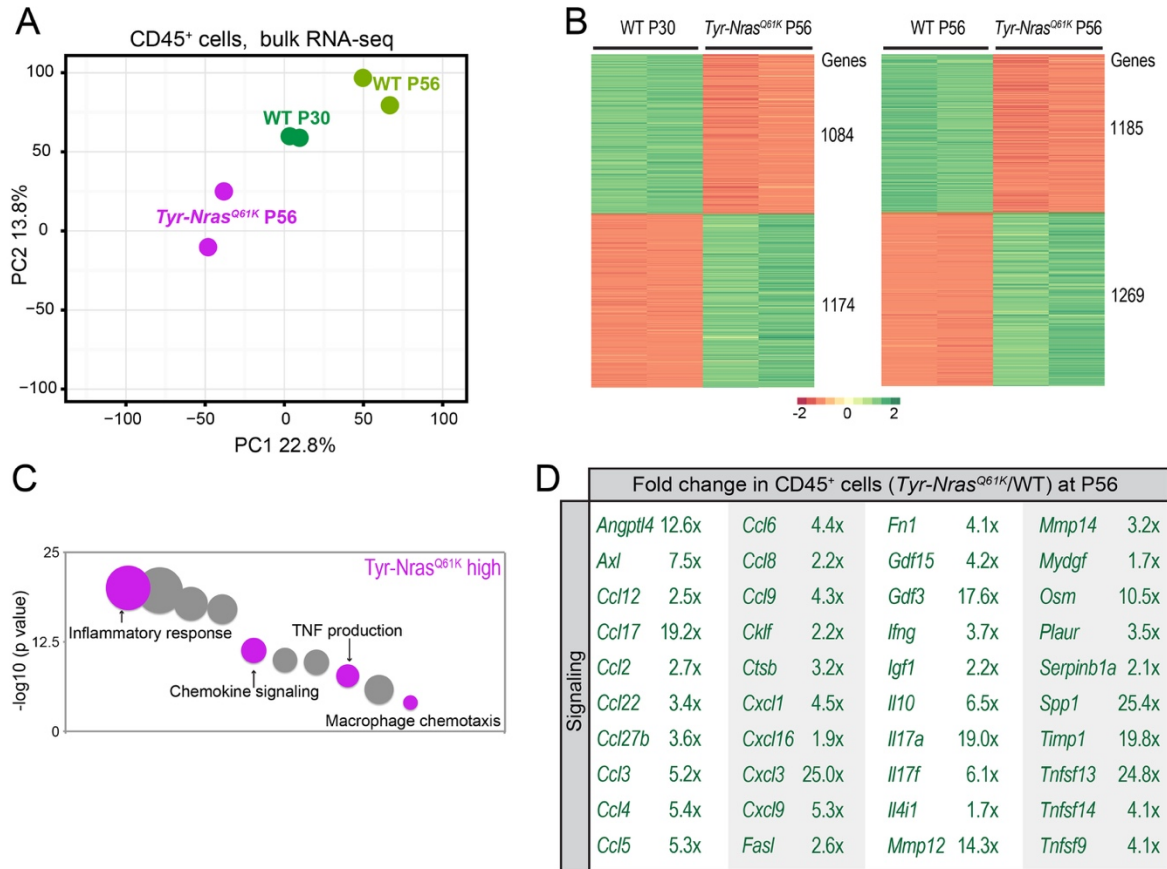 A
CD45⁺ cells, bulk RNA-seq
100
50
0
−50
−100
PC2 13.8%
WT P56
WT P30
Tyr-Nrasᑫ⁶¹ᴷ P56
−100 −50 0 50 100
PC1 22.8%
B
WT P30 Tyr-Nrasᑫ⁶¹ᴷ P56
Genes
1084
1174
WT P56 Tyr-Nrasᑫ⁶¹ᴷ P56
Genes
1185
1269
-2 0 2
C
25
12.5
0
-log10 (p value)
Tyr-Nrasᑫ⁶¹ᴷ high
Inflammatory response
TNF production
Chemokine signaling
Macrophage chemotaxis
D
Fold change in CD45⁺ cells (Tyr-Nrasᑫ⁶¹ᴷ/WT) at P56
Signaling
Angptl4 12.6x Ccl6 4.4x Fn1 4.1x Mmp14 3.2x
Axl 7.5x Ccl8 2.2x Gdf15 4.2x Mydgf 1.7x
Ccl12 2.5x Ccl9 4.3x Gdf3 17.6x Osm 10.5x
Ccl17 19.2x Cklf 2.2x Ifng 3.7x Plaur 3.5x
Ccl2 2.7x Ctsb 3.2x Igf1 2.2x Serpinb1a 2.1x
Ccl22 3.4x Cxcl1 4.5x Il10 6.5x Spp1 25.4x
Ccl27b 3.6x Cxcl16 1.9x Il17a 19.0x Timp1 19.8x
Ccl3 5.2x Cxcl3 25.0x Il17f 6.1x Tnfsf13 24.8x
Ccl4 5.4x Cxcl9 5.3x Il4i1 1.7x Tnfsf14 4.1x
Ccl5 5.3x Fasl 2.6x Mmp12 14.3x Tnfsf9 4.1x